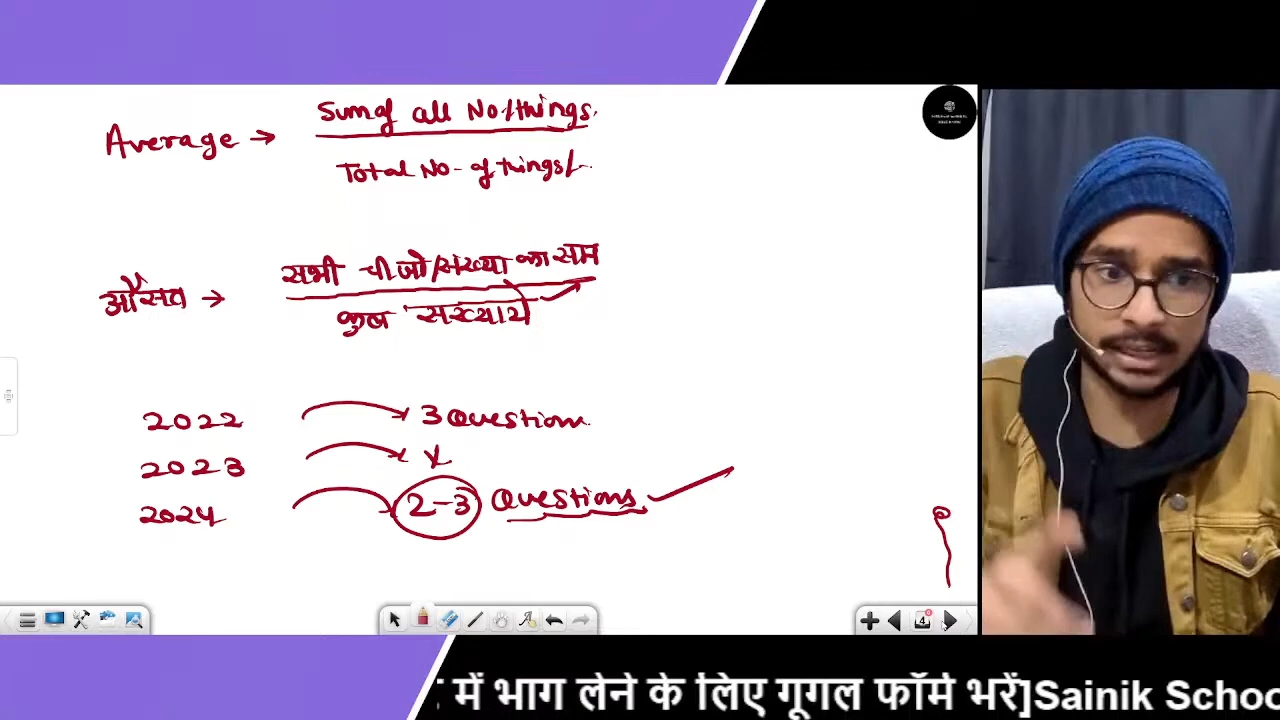 Sum of all No/things.
Average →
Total No- of things/-.
सभी चीजो/संख्या का सम
औसत →
कुल संख्याये
2022 → 3 Question.
2023 → X
2024 → 2-3 Questions
4
में भाग लेने के लिए गूगल फॉर्म भरें]Sainik Schoo